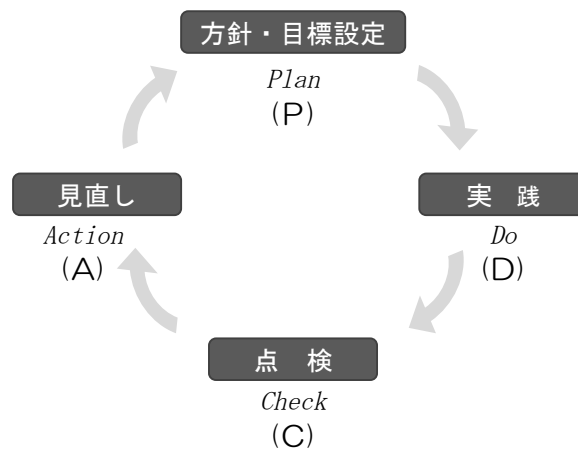 方針・目標設定
Plan
(P)
見直し
Action
(A)
実　践
Do
(D)
点　検
Check
(C)